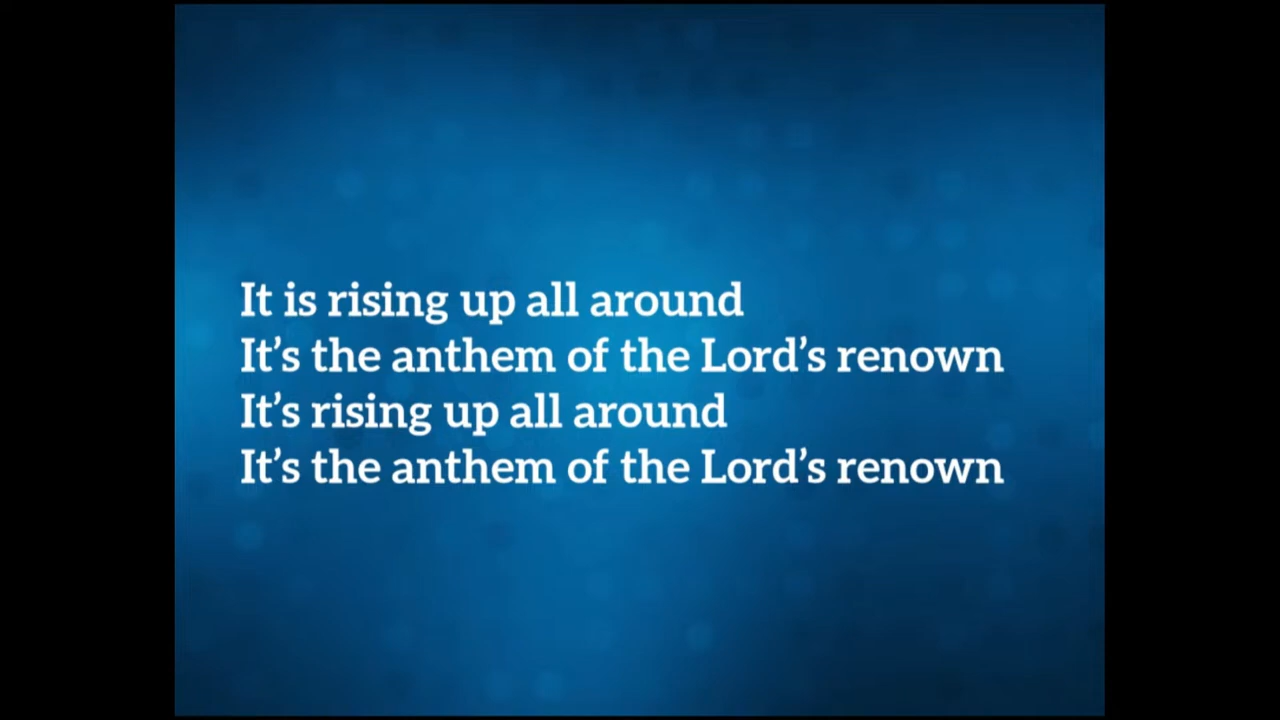 It is rising up all around
It’s the anthem of the Lord’s renown
It’s rising up all around
It’s the anthem of the Lord’s renown